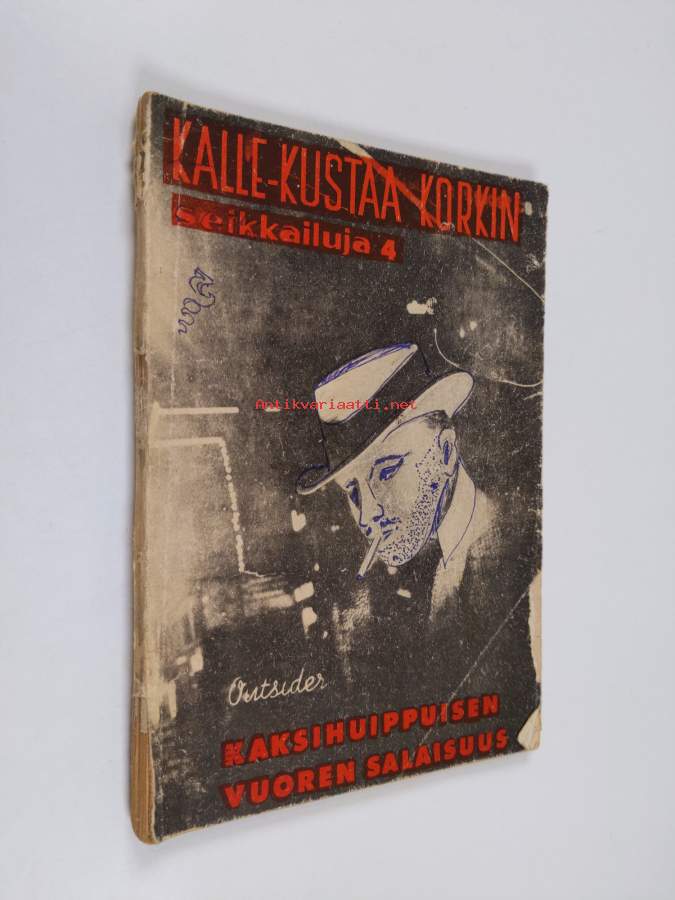 KALLE-KUSTAA KORKIN
seikkailuja 4
Antikvariaatti.net
Outsider
KAKSIHUIPPUISEN
VUOREN SALAISUUS